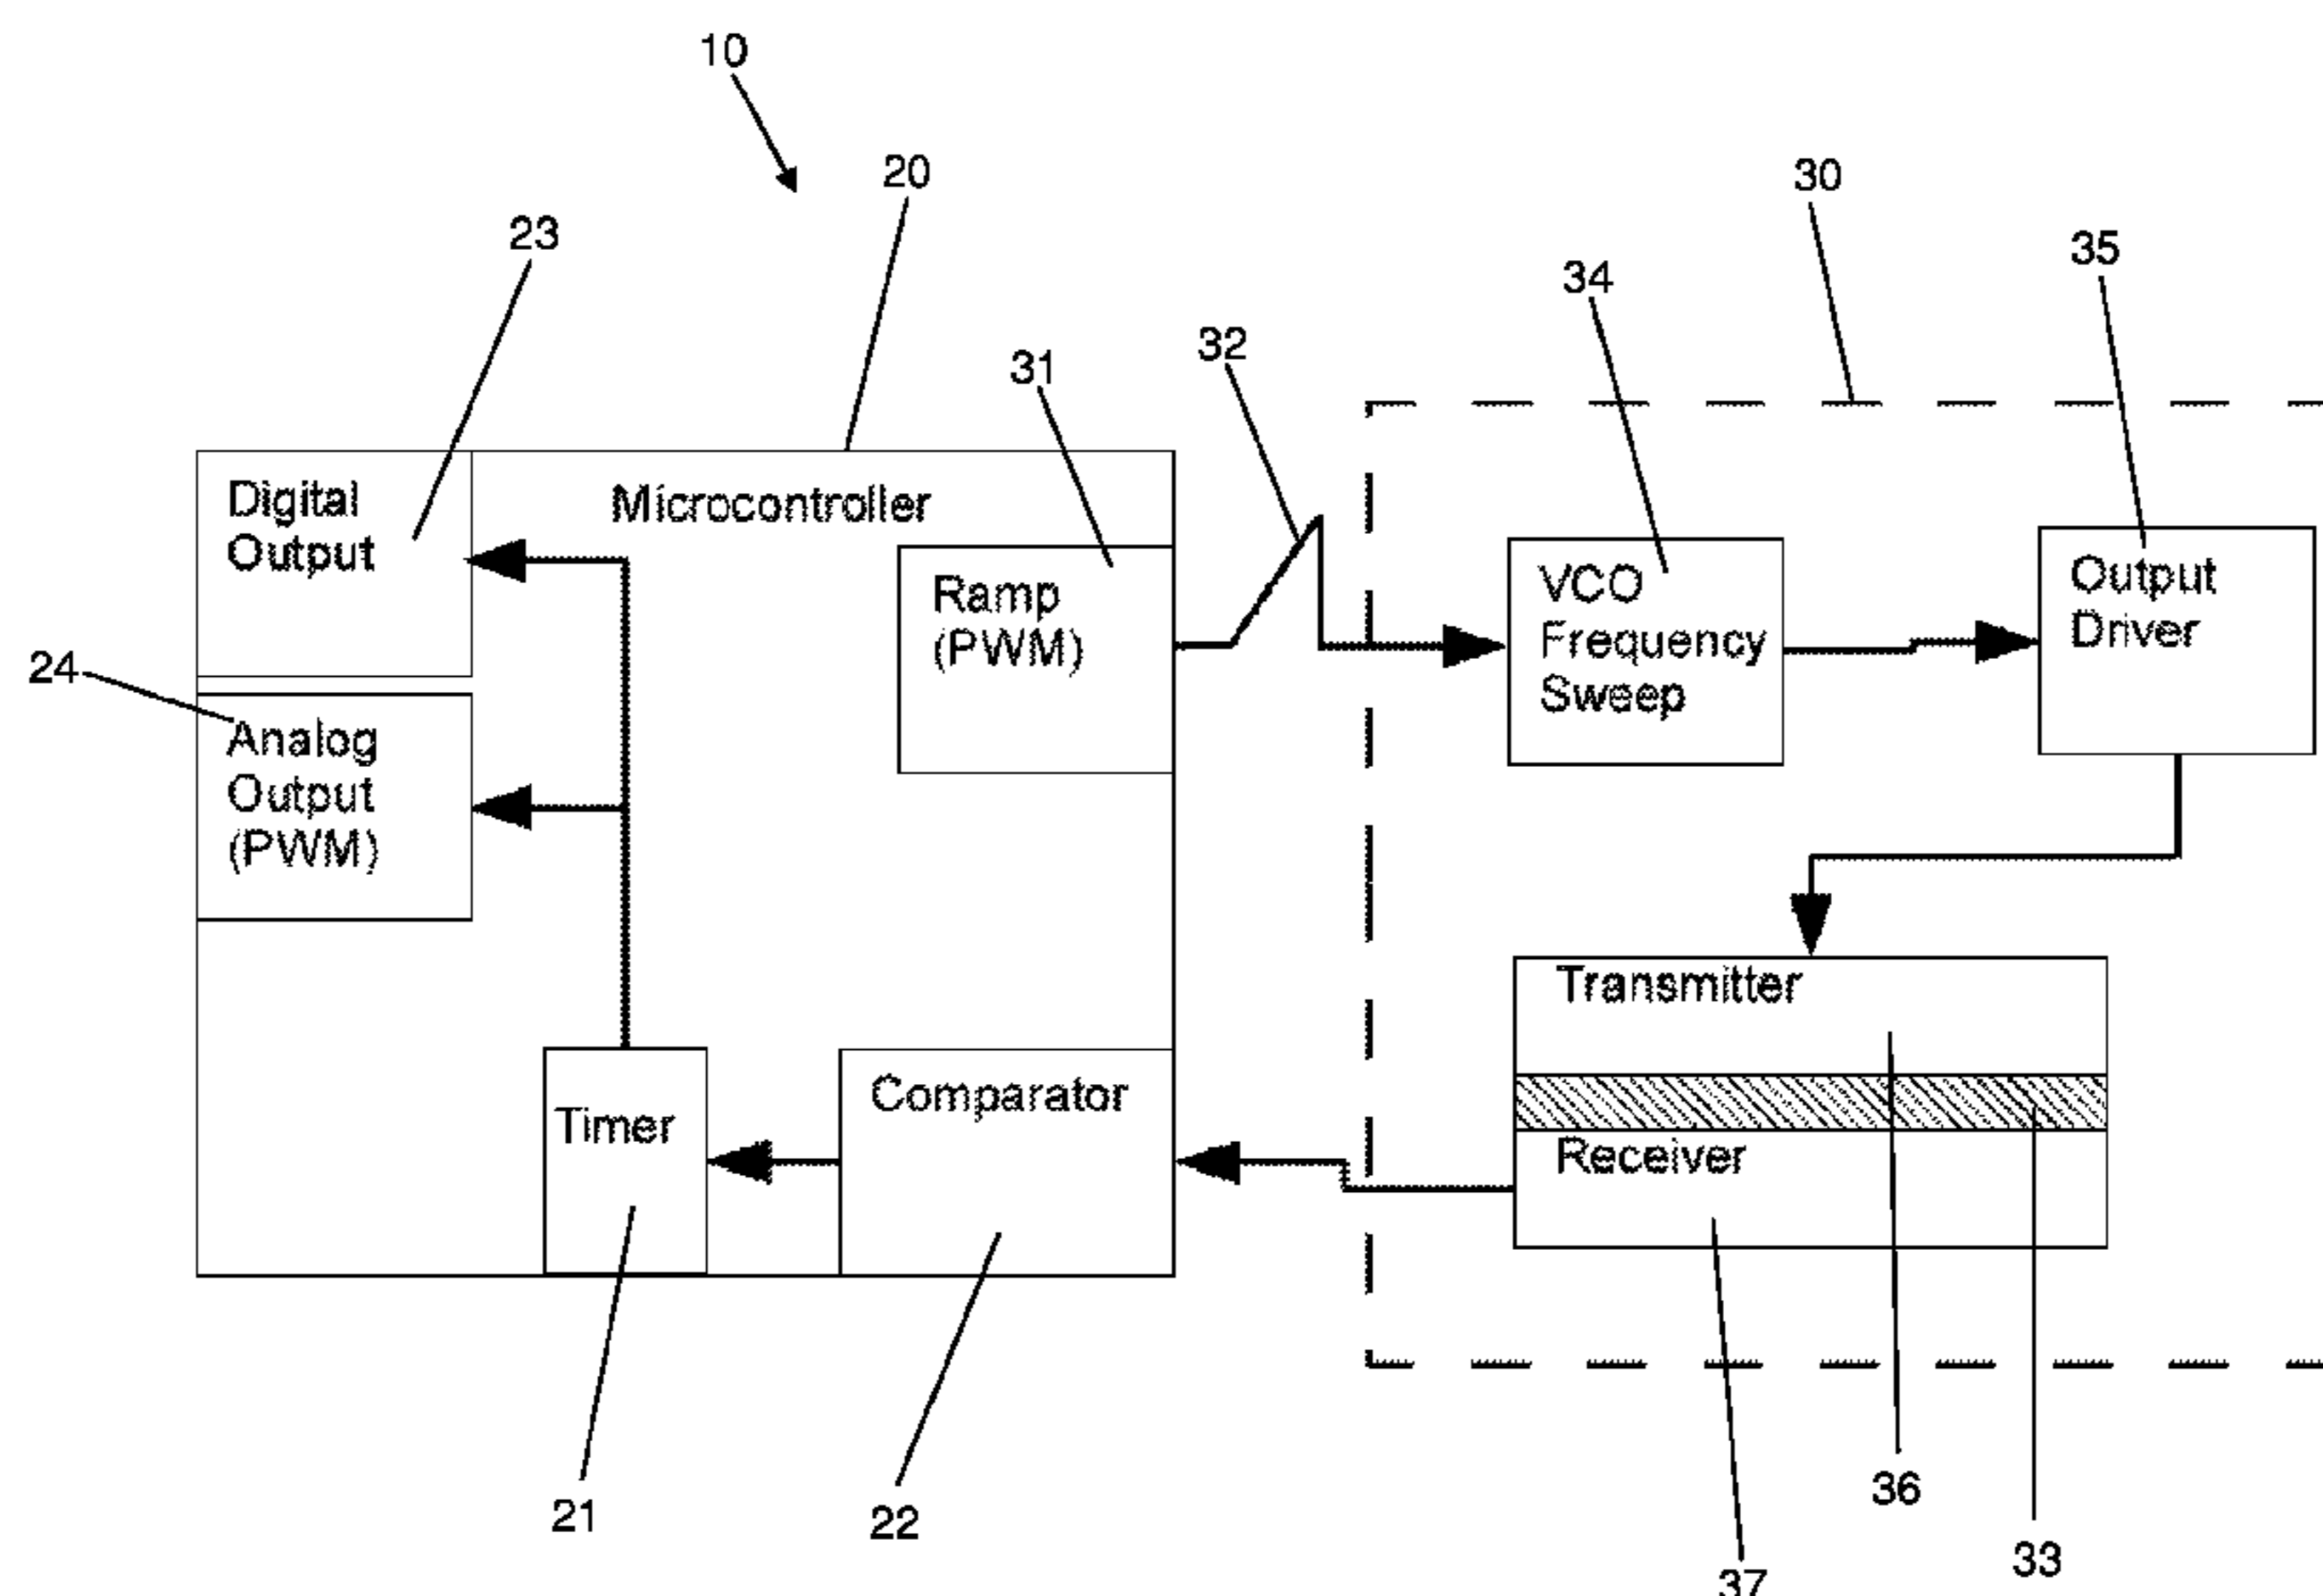 10
20
30
23
35
34
32
31
Digital
Output
Microcontroller
VCO
Frequency
Sweep
Output
Driver
Ramp
(PWM)
24
Analog
Output
(PWM)
Transmitter
Comparator
Timer
Receiver
36
21
22
33
37